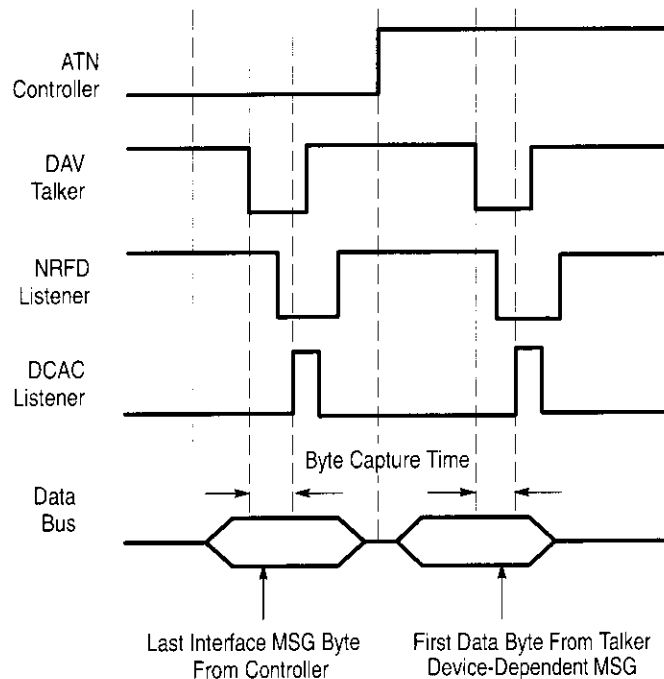 ATN
Controller
DAV
Talker
NRFD
Listener
DCAC
Listener
Byte Capture Time
Data
Bus
Last Interface MSG Byte
From Controller
First Data Byte From Talker
Device-Dependent MSG